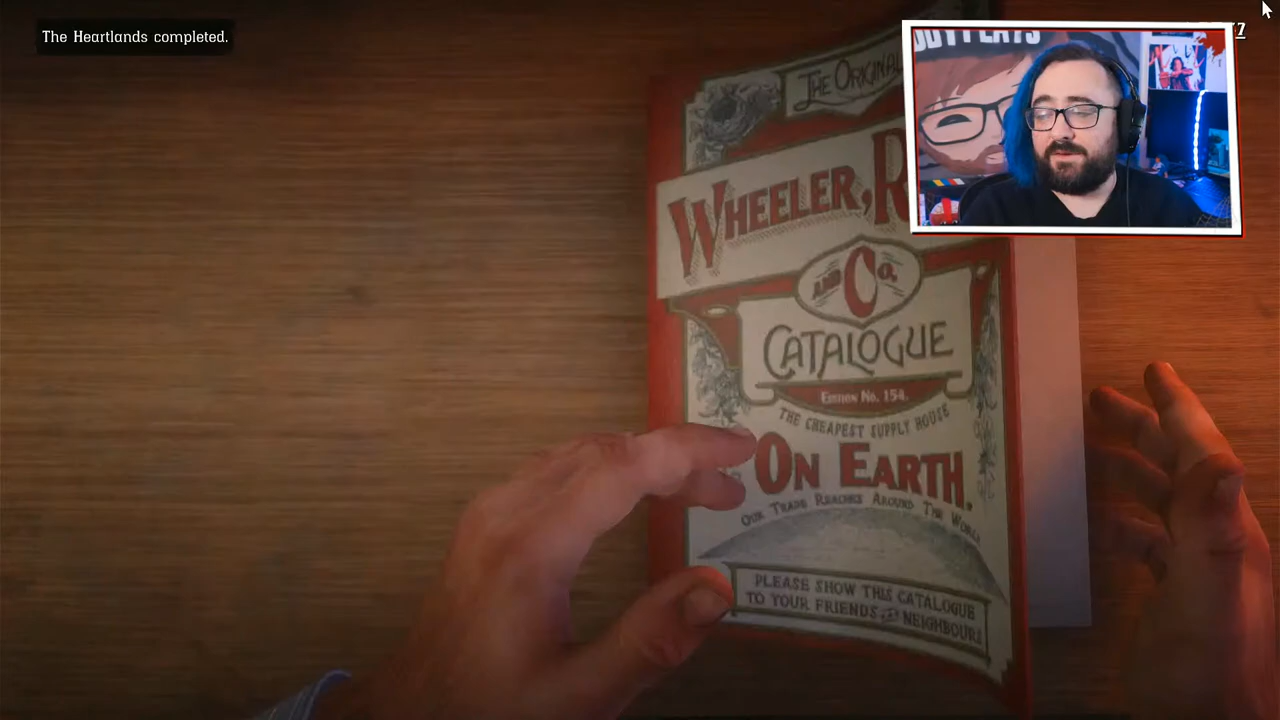 The Heartlands completed.
7
THE ORIGINAL
WHEELER,
AND Co.
CATALOGUE
EDITION No. 154.
THE CHEAPEST SUPPLY HOUSE
ON EARTH.
OUR TRADE REACHES AROUND THE WORLD
PLEASE SHOW THIS CATALOGUE
TO YOUR FRIENDS AND NEIGHBOURS